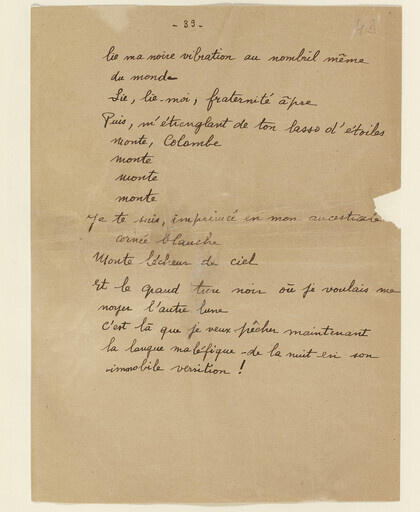 - 39 -
lie ma noire vibration au nombril même
du monde
Lie, lie-moi, fraternité âpre
Puis, m'étranglant de ton lasso d'étoiles
monte, Colombe
monte
monte
monte
Je te suis, imprimée en mon ancestrale
cornée blanche
Monte lécheur de ciel
Et le grand trou noir où je voulais me
noyer l'autre lune
c'est là que je veux pêcher maintenant
la langue maléfique de la nuit en son
immobile verrition !